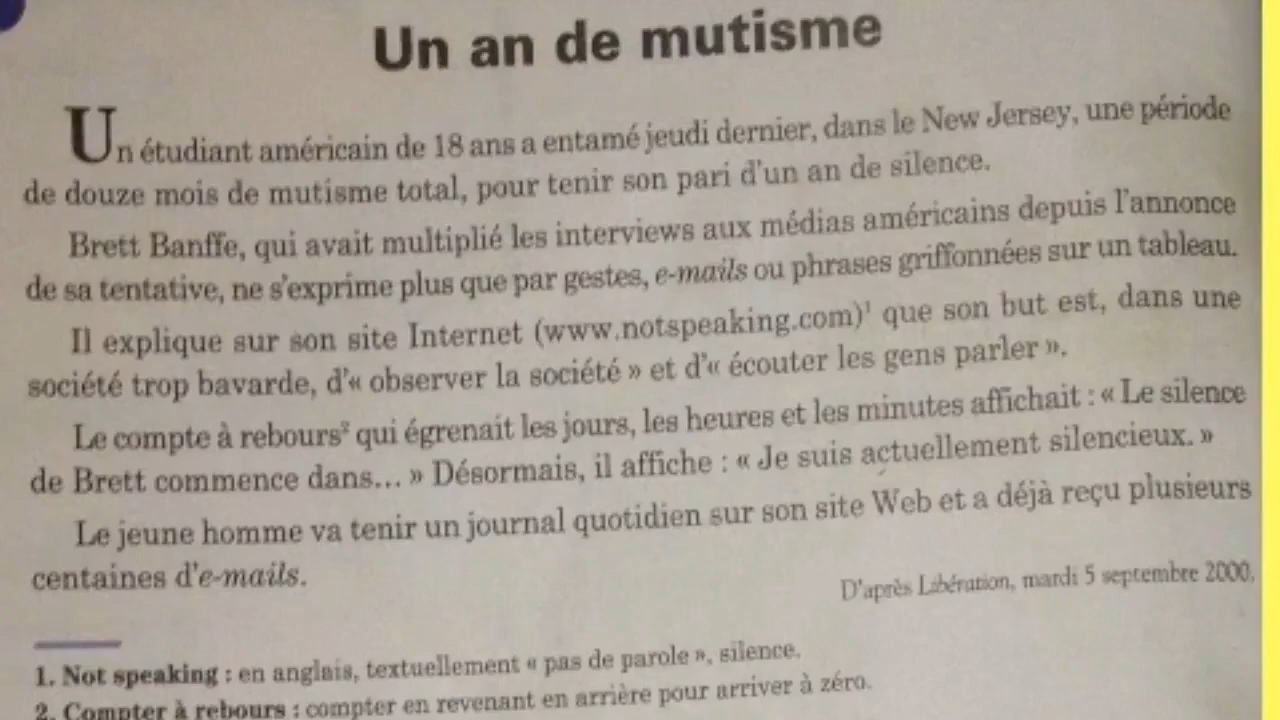 Un an de mutisme
Un étudiant américain de 18 ans a entamé jeudi dernier, dans le New Jersey, une période
de douze mois de mutisme total, pour tenir son pari d'un an de silence.
Brett Banffe, qui avait multiplié les interviews aux médias américains depuis l'annonce
de sa tentative, ne s'exprime plus que par gestes, e-mails ou phrases griffonnées sur un tableau.
Il explique sur son site Internet (www.notspeaking.com)¹ que son but est, dans une
société trop bavarde, d'« observer la société » et d'« écouter les gens parler ».
Le compte à rebours² qui égrenait les jours, les heures et les minutes affichait : « Le silence
de Brett commence dans... » Désormais, il affiche : « Je suis actuellement silencieux. »
Le jeune homme va tenir un journal quotidien sur son site Web et a déjà reçu plusieurs
centaines d'e-mails.
D'après Libération, mardi 5 septembre 2000.
1. Not speaking : en anglais, textuellement « pas de parole », silence.
2. Compter à rebours : compter en revenant en arrière pour arriver à zéro.